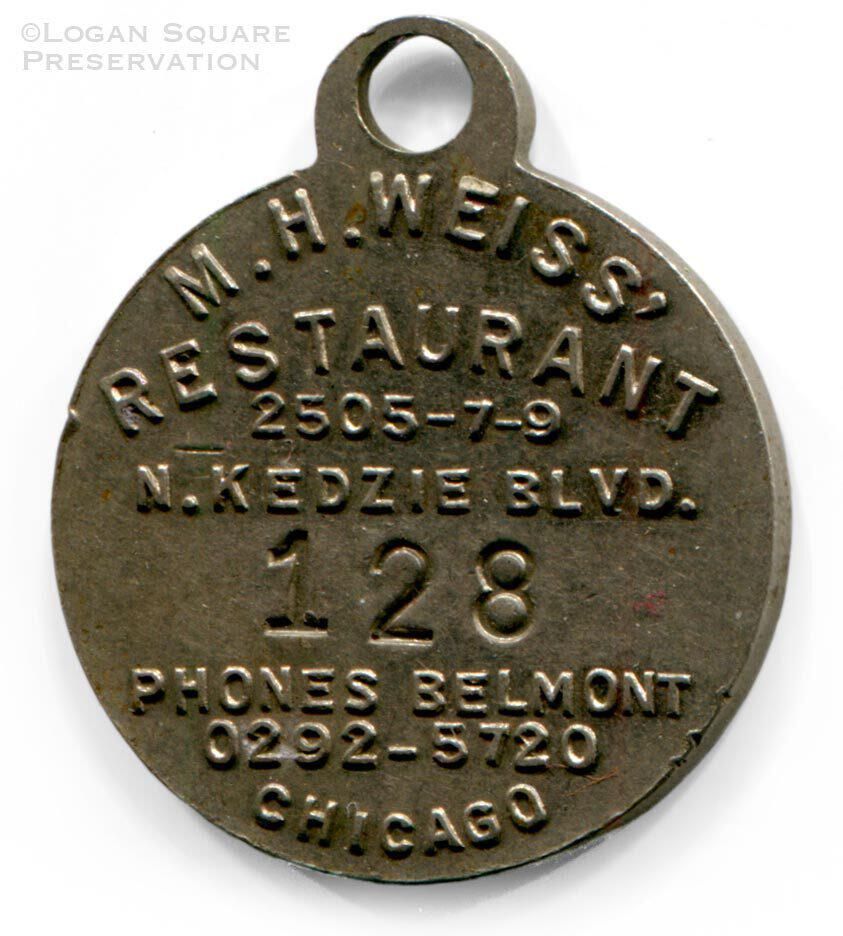 ©Logan Square
Preservation
M.H.WEISS'
RESTAURANT
2505-7-9
N.KEDZIE BLVD.
128
PHONES BELMONT
0292-5720
CHICAGO